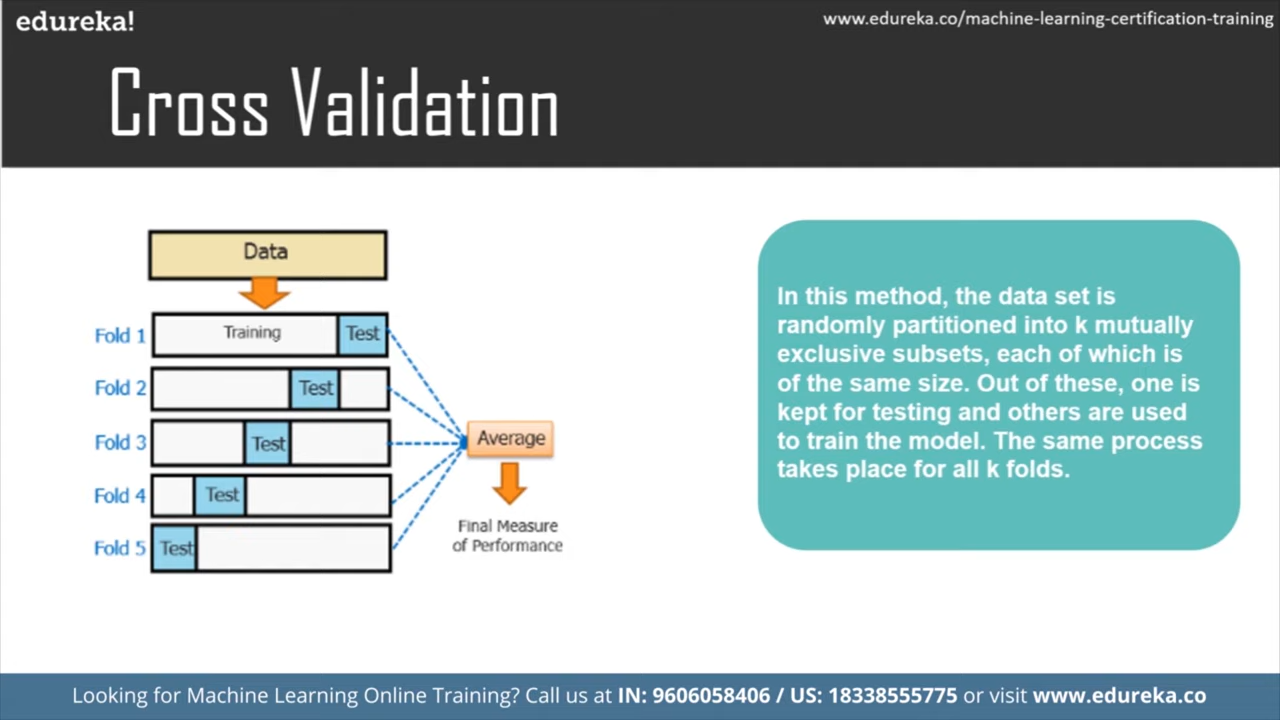 edureka!
www.edureka.co/machine-learning-certification-training
Cross Validation
Data
Fold 1
Training
Test
Fold 2
Test
Fold 3
Test
Fold 4
Test
Fold 5
Test
Average
Final Measure
of Performance
In this method, the data set is
randomly partitioned into k mutually
exclusive subsets, each of which is
of the same size. Out of these, one is
kept for testing and others are used
to train the model. The same process
takes place for all k folds.
Looking for Machine Learning Online Training? Call us at IN: 9606058406 / US: 18338555775 or visit www.edureka.co